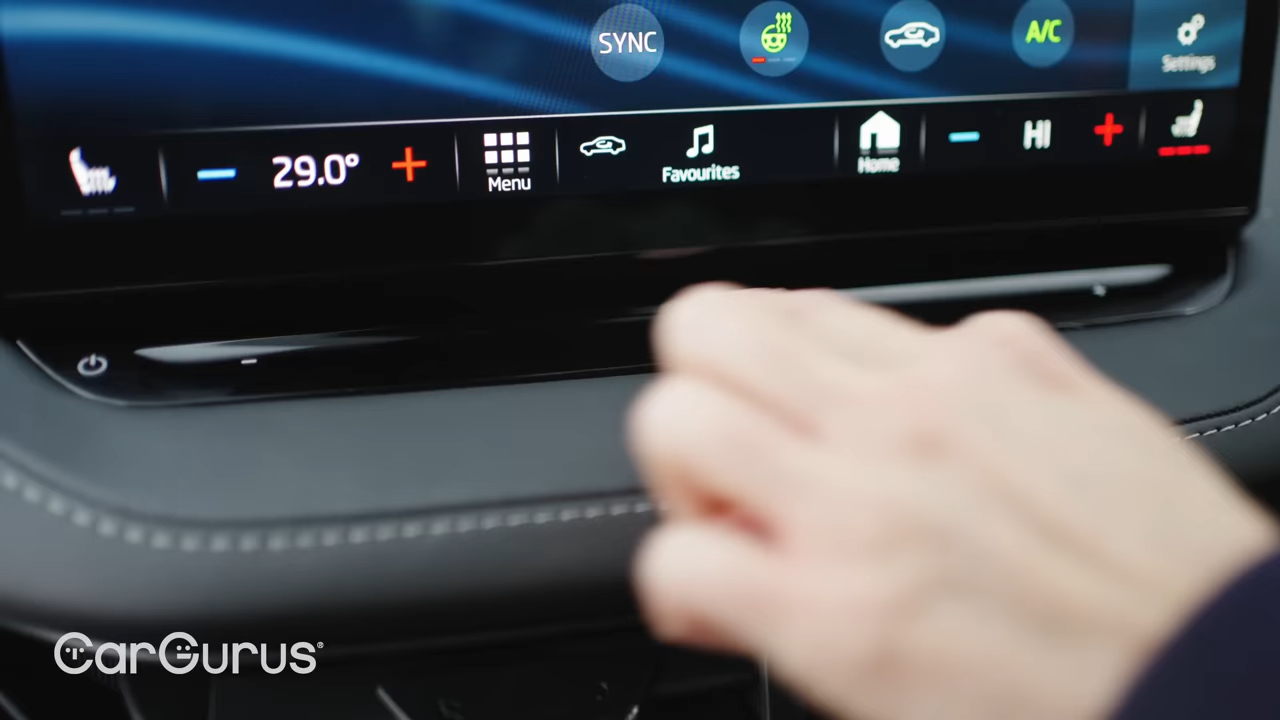 SYNC
A/C
Settings
29.0°
Menu
Favourites
Home
HI
CarGurus®